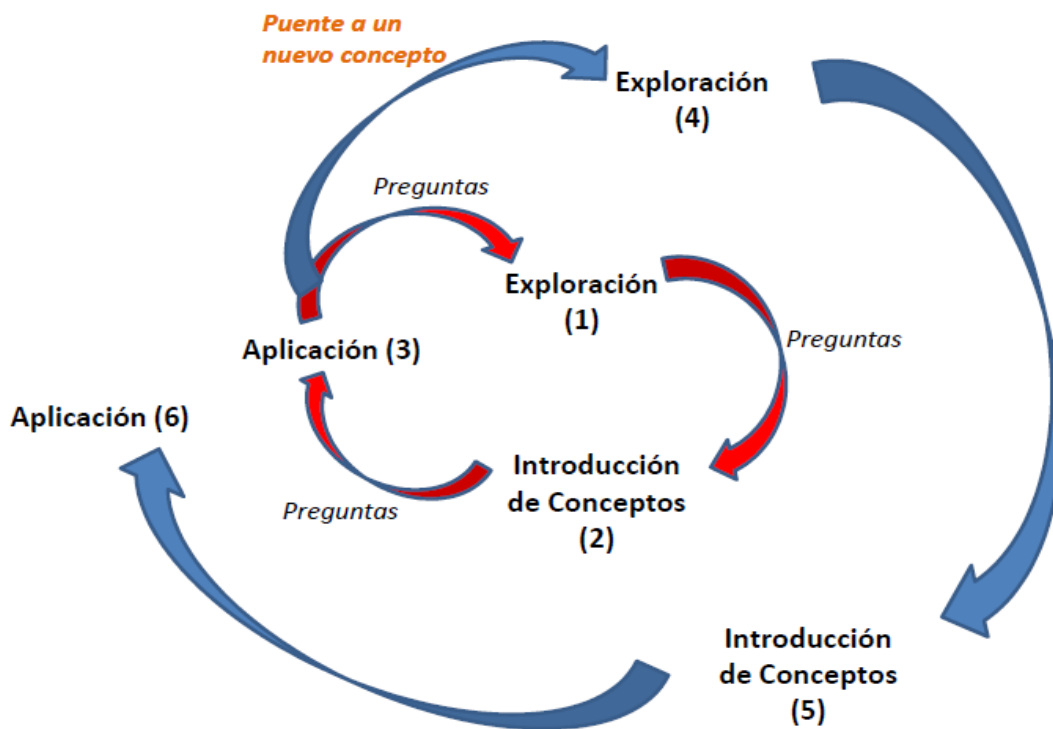 Puente a un
nuevo concepto
Exploración
(4)
Preguntas
Exploración
(1)
Preguntas
Aplicación (3)
Aplicación (6)
Introducción
de Conceptos
(2)
Preguntas
Introducción
de Conceptos
(5)